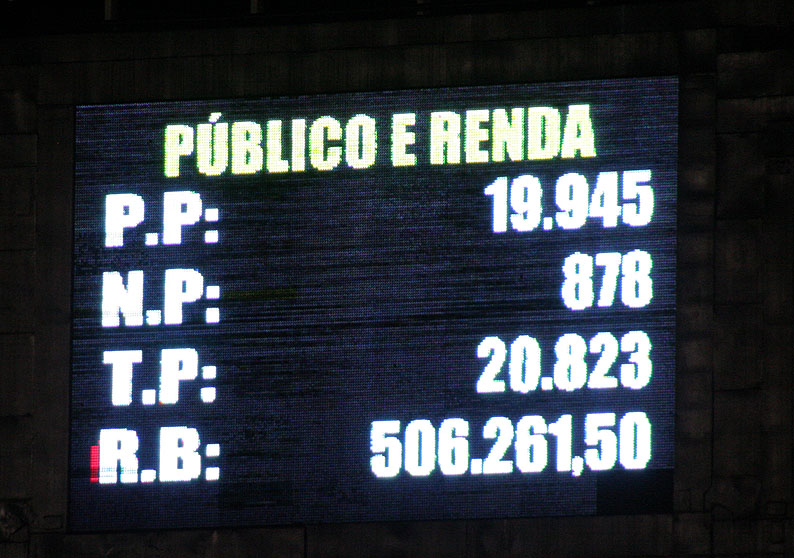 PÚBLICO E RENDA
P.P: 19.945
N.P: 878
T.P: 20.823
R.B: 506.261,50